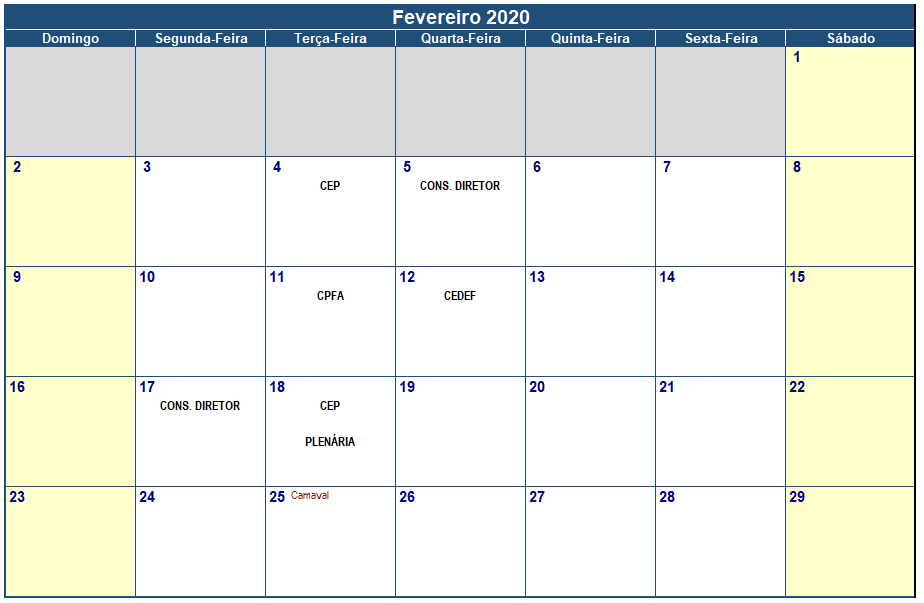 Fevereiro 2020
Domingo Segunda-Feira Terça-Feira Quarta-Feira Quinta-Feira Sexta-Feira Sábado
1
2 3 4 5 6 7 8
CEP CONS. DIRETOR
9 10 11 12 13 14 15
CPFA CEDEF
16 17 18 19 20 21 22
CONS. DIRETOR CEP
PLENÁRIA
23 24 25 Carnaval 26 27 28 29